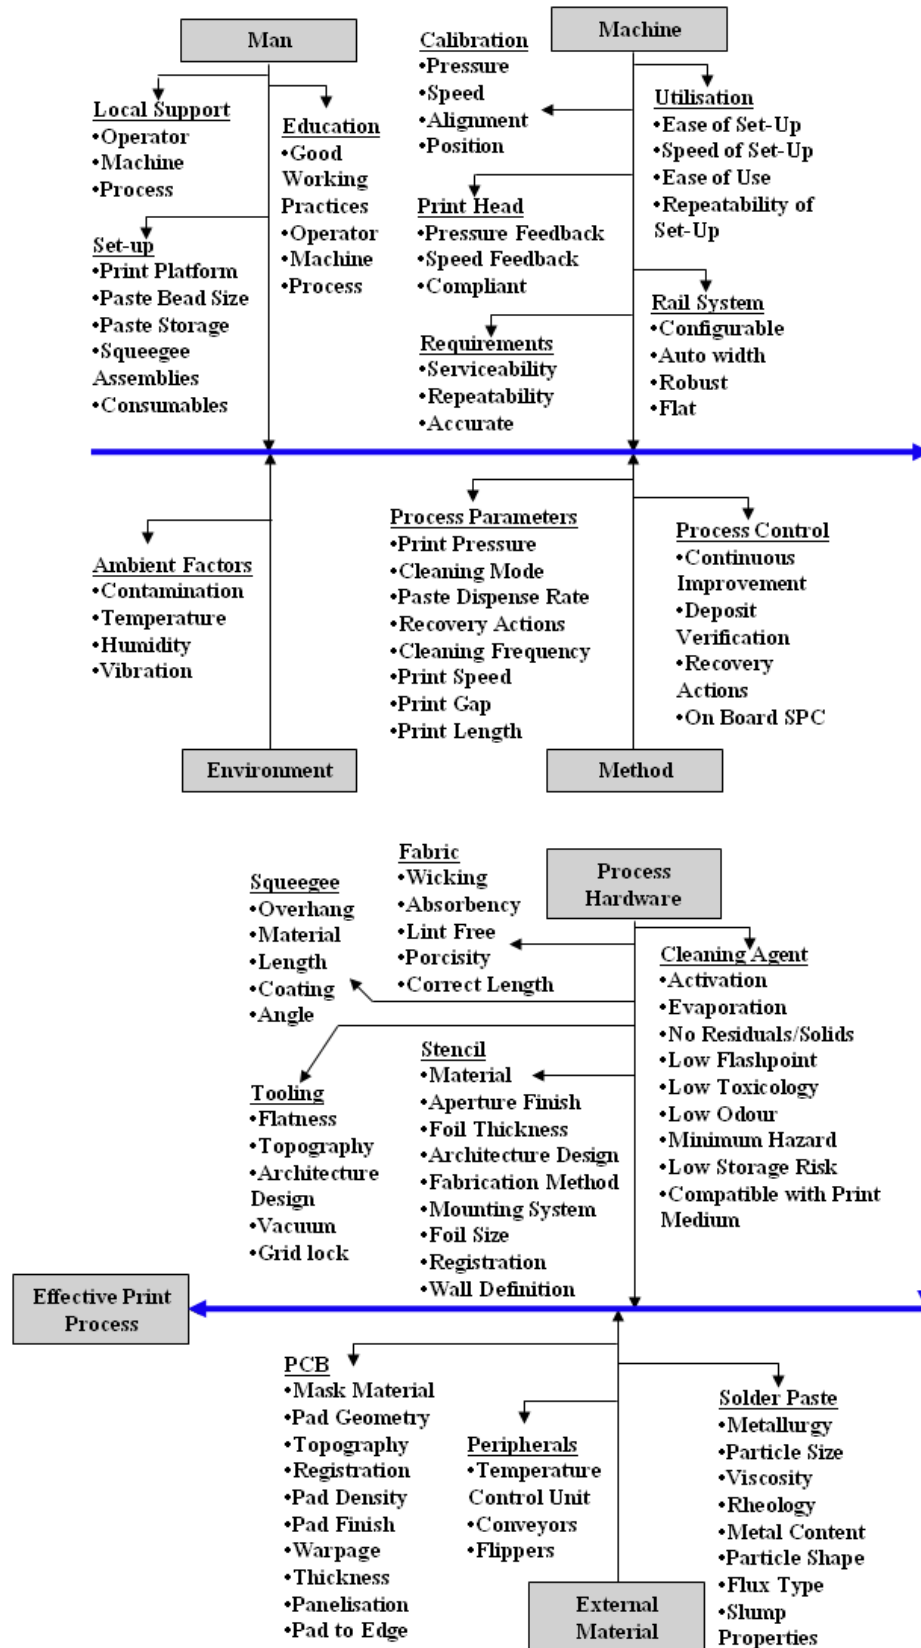 Man
Local Support
•Operator
•Machine
•Process
Set-up
•Print Platform
•Paste Bead Size
•Paste Storage
•Squeegee
Assemblies
•Consumables
Education
•Good
Working
Practices
•Operator
•Machine
•Process
Machine
Calibration
•Pressure
•Speed
•Alignment
•Position
Print Head
•Pressure Feedback
•Speed Feedback
•Compliant
Requirements
•Serviceability
•Repeatability
•Accurate
Utilisation
•Ease of Set-Up
•Speed of Set-Up
•Ease of Use
•Repeatability of
Set-Up
Rail System
•Configurable
•Auto width
•Robust
•Flat
Ambient Factors
•Contamination
•Temperature
•Humidity
•Vibration
Environment
Process Parameters
•Print Pressure
•Cleaning Mode
•Paste Dispense Rate
•Recovery Actions
•Cleaning Frequency
•Print Speed
•Print Gap
•Print Length
Process Control
•Continuous
Improvement
•Deposit
Verification
•Recovery
Actions
•On Board SPC
Method
Process
Hardware
Squeegee
•Overhang
•Material
•Length
•Coating
•Angle
Fabric
•Wicking
•Absorbency
•Lint Free
•Porcisity
•Correct Length
Cleaning Agent
•Activation
•Evaporation
•No Residuals/Solids
•Low Flashpoint
•Low Toxicology
•Low Odour
•Minimum Hazard
•Low Storage Risk
•Compatible with Print
Medium
Tooling
•Flatness
•Topography
•Architecture
Design
•Vacuum
•Grid lock
Stencil
•Material
•Aperture Finish
•Foil Thickness
•Architecture Design
•Fabrication Method
•Mounting System
•Foil Size
•Registration
•Wall Definition
Effective Print
Process
PCB
•Mask Material
•Pad Geometry
•Topography
•Registration
•Pad Density
•Pad Finish
•Warpage
•Thickness
•Panelisation
•Pad to Edge
Peripherals
•Temperature
Control Unit
•Conveyors
•Flippers
Solder Paste
•Metallurgy
•Particle Size
•Viscosity
•Rheology
•Metal Content
•Particle Shape
•Flux Type
•Slump
Properties
External
Material